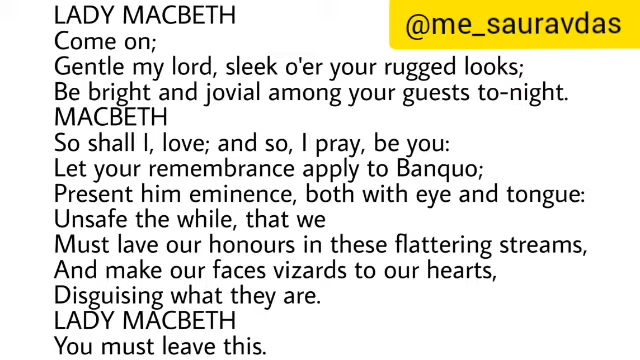 LADY MACBETH
@me_sauravdas
Come on;
Gentle my lord, sleek o'er your rugged looks;
Be bright and jovial among your guests to-night.
MACBETH
So shall I, love; and so, I pray, be you:
Let your remembrance apply to Banquo;
Present him eminence, both with eye and tongue:
Unsafe the while, that we
Must lave our honours in these flattering streams,
And make our faces vizards to our hearts,
Disguising what they are.
LADY MACBETH
You must leave this.